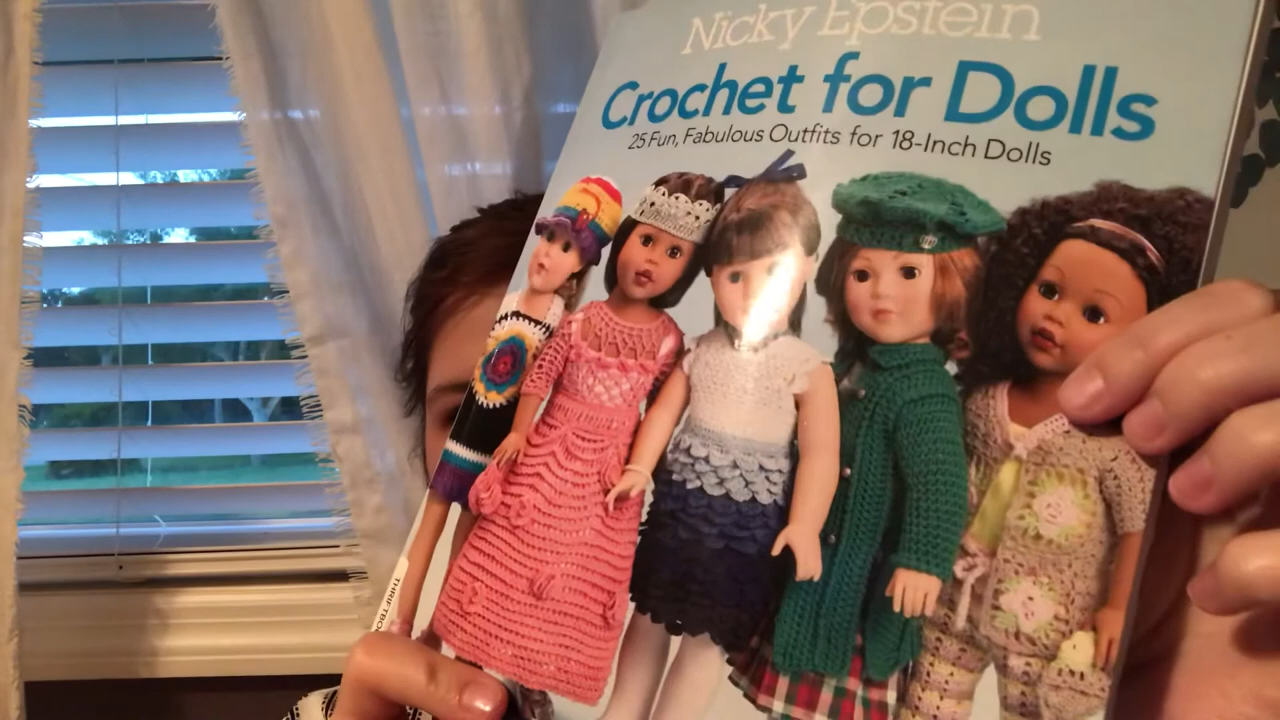 Nicky Epstein
Crochet for Dolls
25 Fun, Fabulous Outfits for 18-Inch Dolls